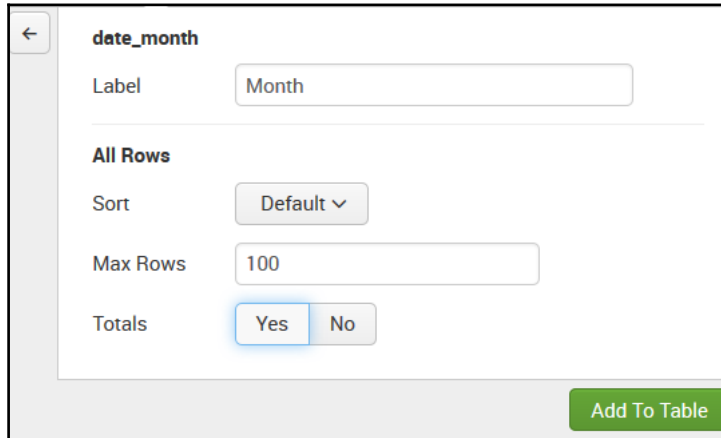 date_month
Label Month
All Rows
Sort Default
Max Rows 100
Totals Yes No
Add To Table